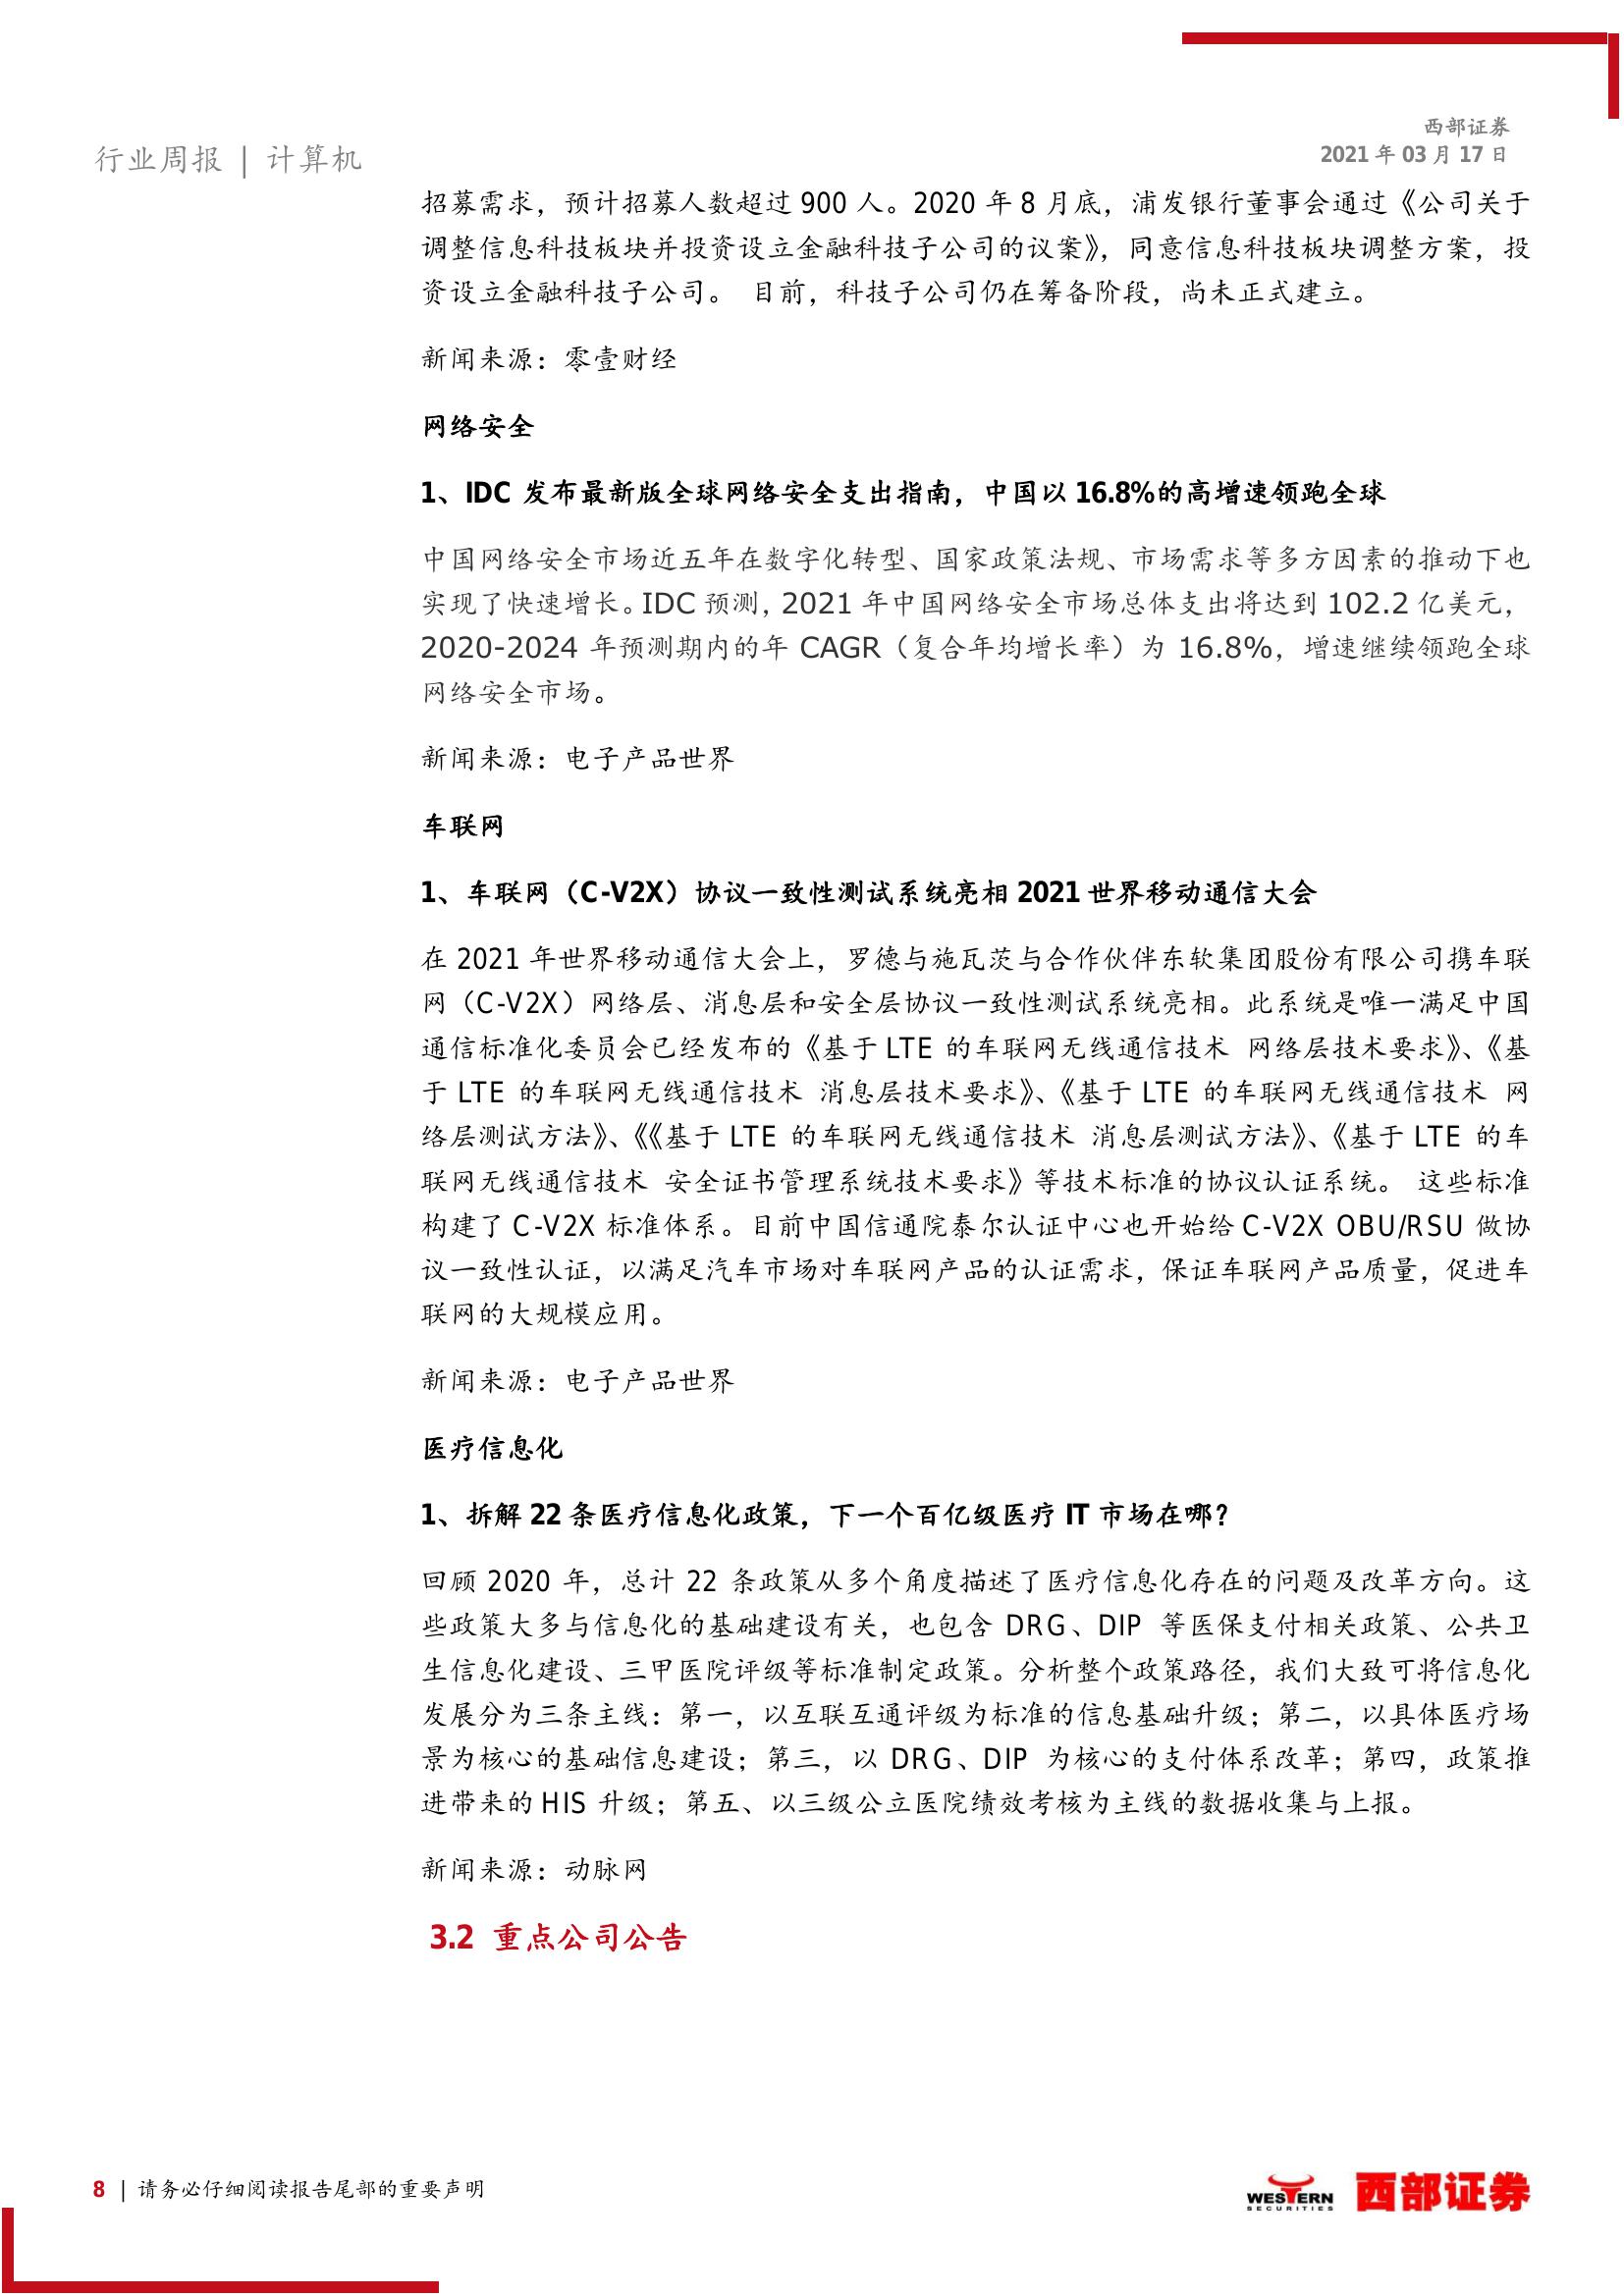 西部证券
2021 年 03 月 17 日
行业周报 | 计算机
招募需求，预计招募人数超过 900 人。2020 年 8 月底，浦发银行董事会通过《公司关于
调整信息科技板块并投资设立金融科技子公司的议案》，同意信息科技板块调整方案，投
资设立金融科技子公司。 目前，科技子公司仍在筹备阶段，尚未正式建立。
新闻来源：零壹财经
网络安全
1、IDC 发布最新版全球网络安全支出指南，中国以 16.8%的高增速领跑全球
中国网络安全市场近五年在数字化转型、国家政策法规、市场需求等多方因素的推动下也
实现了快速增长。IDC 预测，2021 年中国网络安全市场总体支出将达到 102.2 亿美元，
2020-2024 年预测期内的年 CAGR（复合年均增长率）为 16.8%，增速继续领跑全球
网络安全市场。
新闻来源：电子产品世界
车联网
1、车联网（C-V2X）协议一致性测试系统亮相 2021 世界移动通信大会
在 2021 年世界移动通信大会上，罗德与施瓦茨与合作伙伴东软集团股份有限公司携车联
网（C-V2X）网络层、消息层和安全层协议一致性测试系统亮相。此系统是唯一满足中国
通信标准化委员会已经发布的《基于 LTE 的车联网无线通信技术 网络层技术要求》、《基
于 LTE 的车联网无线通信技术 消息层技术要求》、《基于 LTE 的车联网无线通信技术 网
络层测试方法》、《《基于 LTE 的车联网无线通信技术 消息层测试方法》、《基于 LTE 的车
联网无线通信技术 安全证书管理系统技术要求》等技术标准的协议认证系统。 这些标准
构建了 C-V2X 标准体系。目前中国信通院泰尔认证中心也开始给 C-V2X OBU/RSU 做协
议一致性认证，以满足汽车市场对车联网产品的认证需求，保证车联网产品质量，促进车
联网的大规模应用。
新闻来源：电子产品世界
医疗信息化
1、拆解 22 条医疗信息化政策，下一个百亿级医疗 IT 市场在哪？
回顾 2020 年，总计 22 条政策从多个角度描述了医疗信息化存在的问题及改革方向。这
些政策大多与信息化的基础建设有关，也包含 DRG、DIP 等医保支付相关政策、公共卫
生信息化建设、三甲医院评级等标准制定政策。分析整个政策路径，我们大致可将信息化
发展分为三条主线：第一，以互联互通评级为标准的信息基础升级；第二，以具体医疗场
景为核心的基础信息建设；第三，以 DRG、DIP 为核心的支付体系改革；第四，政策推
进带来的 HIS 升级；第五、以三级公立医院绩效考核为主线的数据收集与上报。
新闻来源：动脉网
3.2 重点公司公告
8 | 请务必仔细阅读报告尾部的重要声明
WESTERN
SECURITIES
西部证券